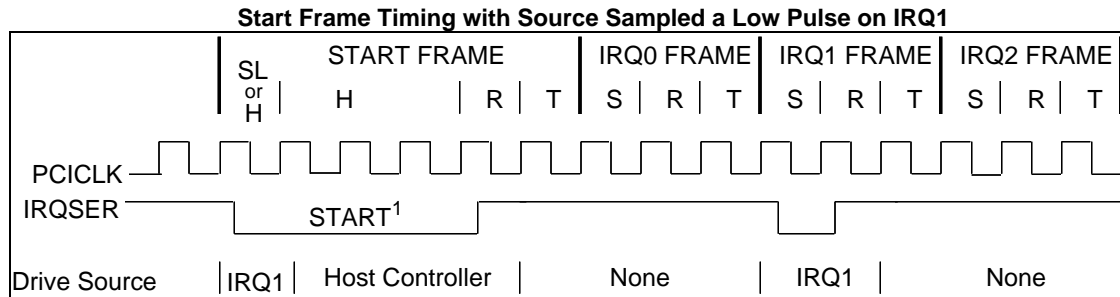 Start Frame Timing with Source Sampled a Low Pulse on IRQ1
START FRAME IRQ0 FRAME IRQ1 FRAME IRQ2 FRAME
SL
or
H
H R T S R T S R T S R T
PCICLK
IRQSER
START1
Drive Source IRQ1 Host Controller None IRQ1 None